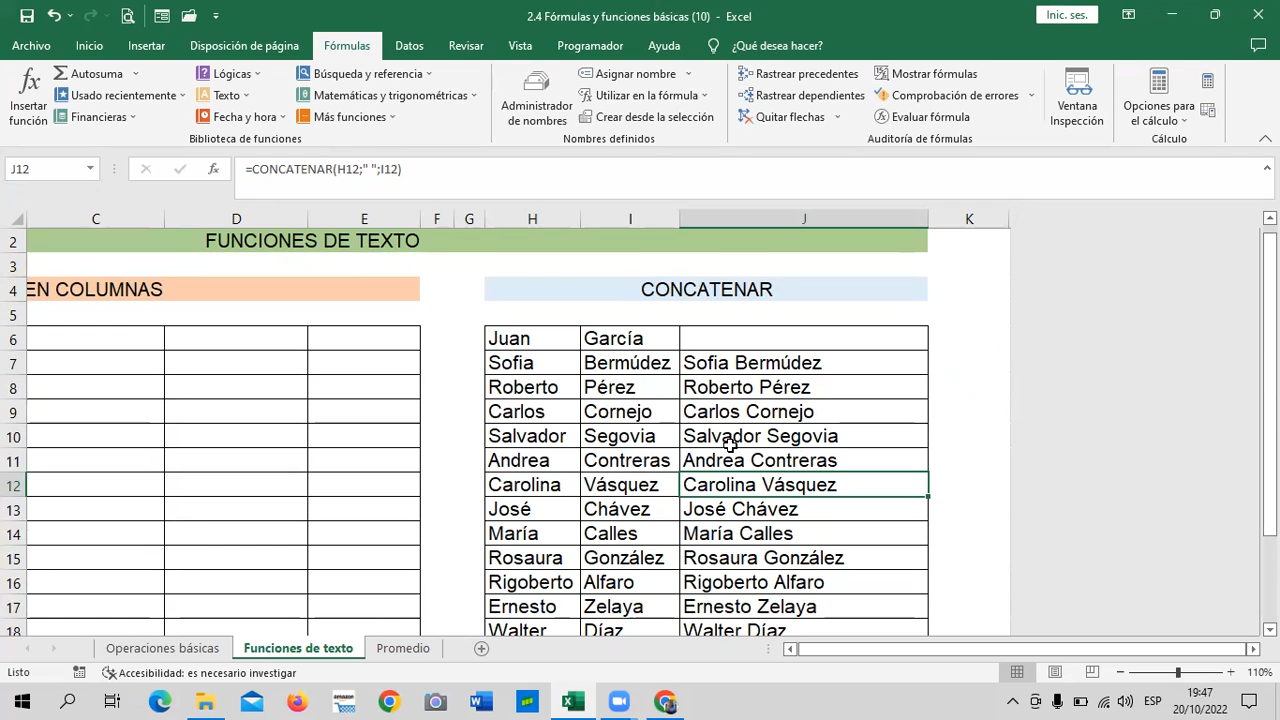 2.4 Fórmulas y funciones básicas (10) - Excel
Inic. ses.
Archivo Inicio Insertar Disposición de página Fórmulas Datos Revisar Vista Programador Ayuda ¿Qué desea hacer?
Insertar función
Autosuma
Usado recientemente
Financieras
Lógicas
Texto
Fecha y hora
Búsqueda y referencia
Matemáticas y trigonométricas
Más funciones
Biblioteca de funciones
Administrador de nombres
Asignar nombre
Utilizar en la fórmula
Crear desde la selección
Nombres definidos
Rastrear precedentes
Rastrear dependientes
Quitar flechas
Mostrar fórmulas
Comprobación de errores
Evaluar fórmula
Auditoría de fórmulas
Ventana Inspección
Opciones para el cálculo
Cálculo
J12
fx
=CONCATENAR(H12;" ";I12)
C D E F G H I J K
2 FUNCIONES DE TEXTO
3
4 EN COLUMNAS CONCATENAR
5
6 Juan García
7 Sofia Bermúdez Sofia Bermúdez
8 Roberto Pérez Roberto Pérez
9 Carlos Cornejo Carlos Cornejo
10 Salvador Segovia Salvador Segovia
11 Andrea Contreras Andrea Contreras
12 Carolina Vásquez Carolina Vásquez
13 José Chávez José Chávez
14 María Calles María Calles
15 Rosaura González Rosaura González
16 Rigoberto Alfaro Rigoberto Alfaro
17 Ernesto Zelaya Ernesto Zelaya
18 Walter Díaz Walter Díaz
Operaciones básicas Funciones de texto Promedio
Listo Accesibilidad: es necesario investigar 110%
ESP
19:47
20/10/2022